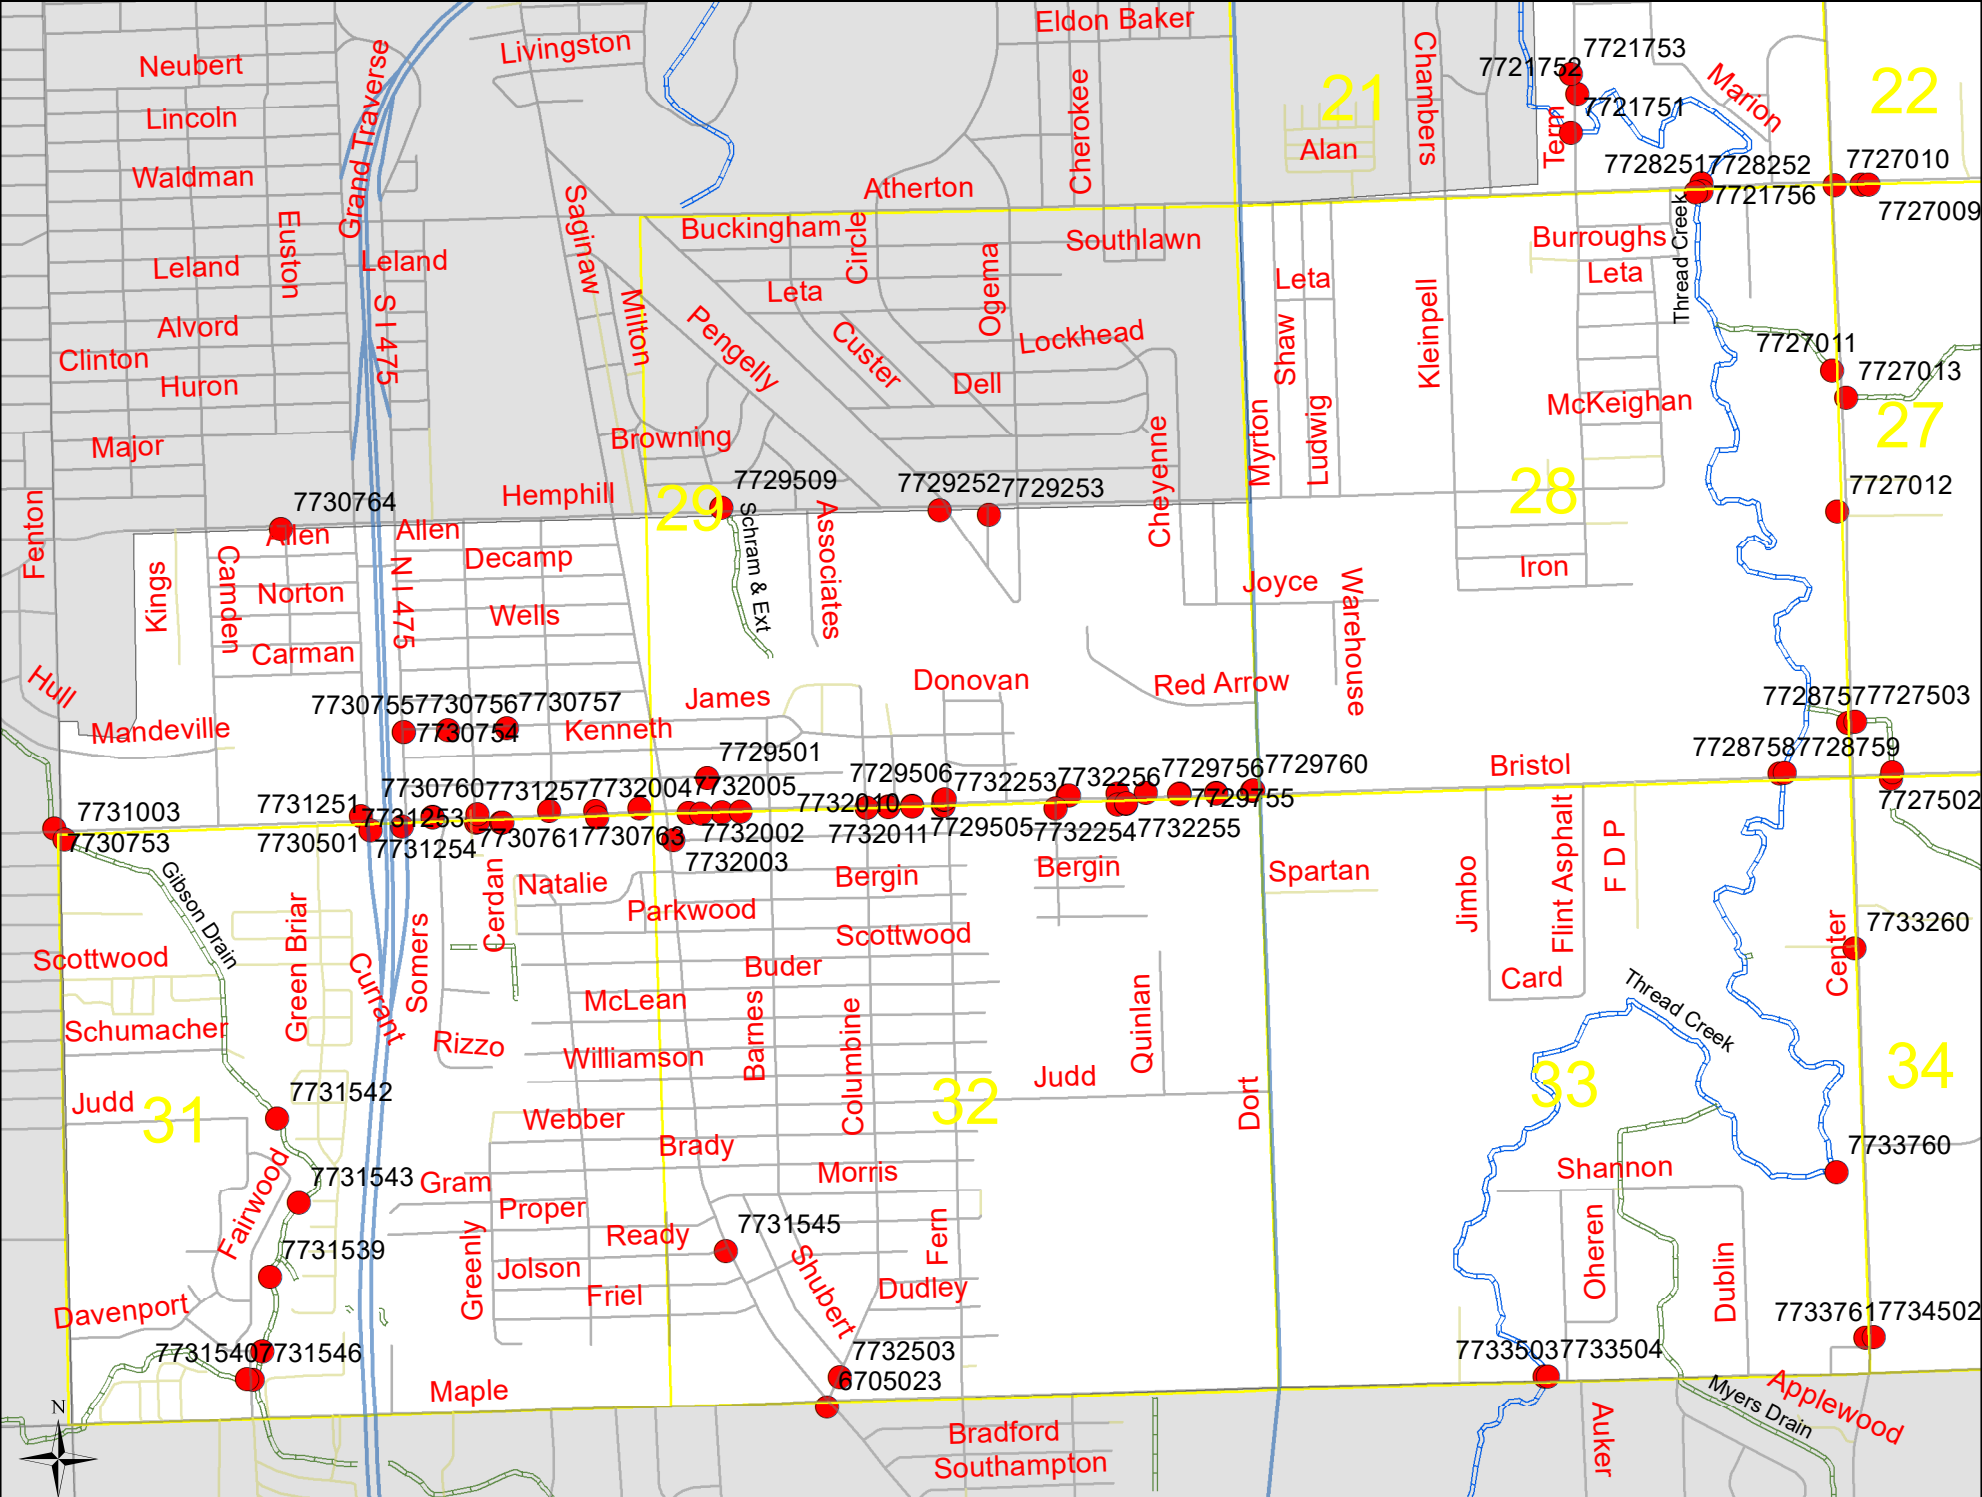 Eldon Baker
Neubert
Livingston
Grand Traverse
Lincoln
Waldman
Euston
Leland
Leland
S I 475
Alvord
Clinton
Huron
Major
Saginaw
Milton
Cherokee
Atherton
Buckingham
Circle
Southlawn
Leta
Ogema
Pengelly
Custer
Lockhead
Dell
Browning
Cheyenne
21
Chambers
Alan
7721753
7721752
7721751
Term
Marion
22
7728251
7728252
7721756
7727010
7727009
Thread Creek
Burroughs
Leta
Leta
Shaw
Kleinpell
Myrton
Ludwig
McKeighan
7727011
7727013
27
7727012
28
Iron
Fenton
7730764
Hemphill
29
7729509
7729252
7729253
Allen
Allen
Decamp
Kings
Camden
Norton
N I 475
Wells
Carman
Schram & Ext
Associates
Joyce
Warehouse
Hull
Mandeville
7730755
7730756
7730757
7730754
Kenneth
James
Donovan
Red Arrow
7728757
7727503
7728758
7728759
7727502
Bristol
7729501
7731003
7730753
7731251
7730760
7731257
7732004
7732005
7729506
7732253
7732256
7729756
7729760
7729755
7731253
7732010
7730501
7731254
7730761
7730763
7732002
7732003
7732011
7729505
7732254
7732255
Gibson Drain
Green Briar
Somers
Cerdan
Natalie
Parkwood
Bergin
Bergin
Spartan
Jimbo
Flint Asphalt
F D P
Center
7733260
Scottwood
Scottwood
Buder
Currant
McLean
Barnes
Columbine
Quinlan
Card
Thread Creek
Schumacher
Rizzo
Williamson
Judd
Judd
31
7731542
32
33
34
Webber
Brady
Dort
Morris
7731543
Fairwood
Gram
Proper
Ready
7731545
Shannon
7733760
7731539
Greenly
Jolson
Friel
Shubert
Fern
Dudley
Oheren
Dublin
Davenport
7731540
7731546
7732503
6705023
7733503
7733504
7733761
7734502
Maple
Myers Drain
Applewood
Auker
Bradford
Southampton
N